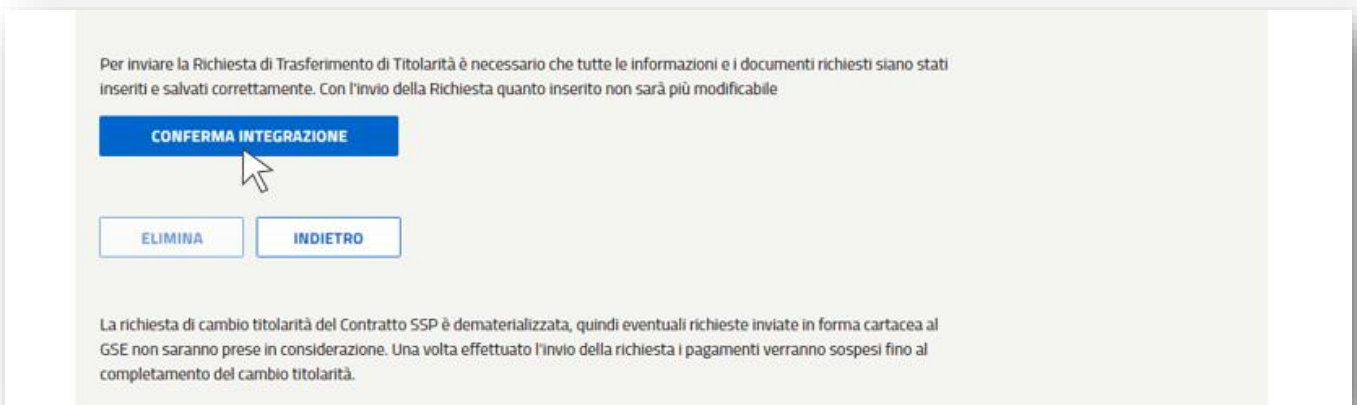 Per inviare la Richiesta di Trasferimento di Titolarità è necessario che tutte le informazioni e i documenti richiesti siano stati
inseriti e salvati correttamente. Con l'invio della Richiesta quanto inserito non sarà più modificabile
CONFERMA INTEGRAZIONE
ELIMINA
INDIETRO
La richiesta di cambio titolarità del Contratto SSP è dematerializzata, quindi eventuali richieste inviate in forma cartacea al
GSE non saranno prese in considerazione. Una volta effettuato l'invio della richiesta i pagamenti verranno sospesi fino al
completamento del cambio titolarità.